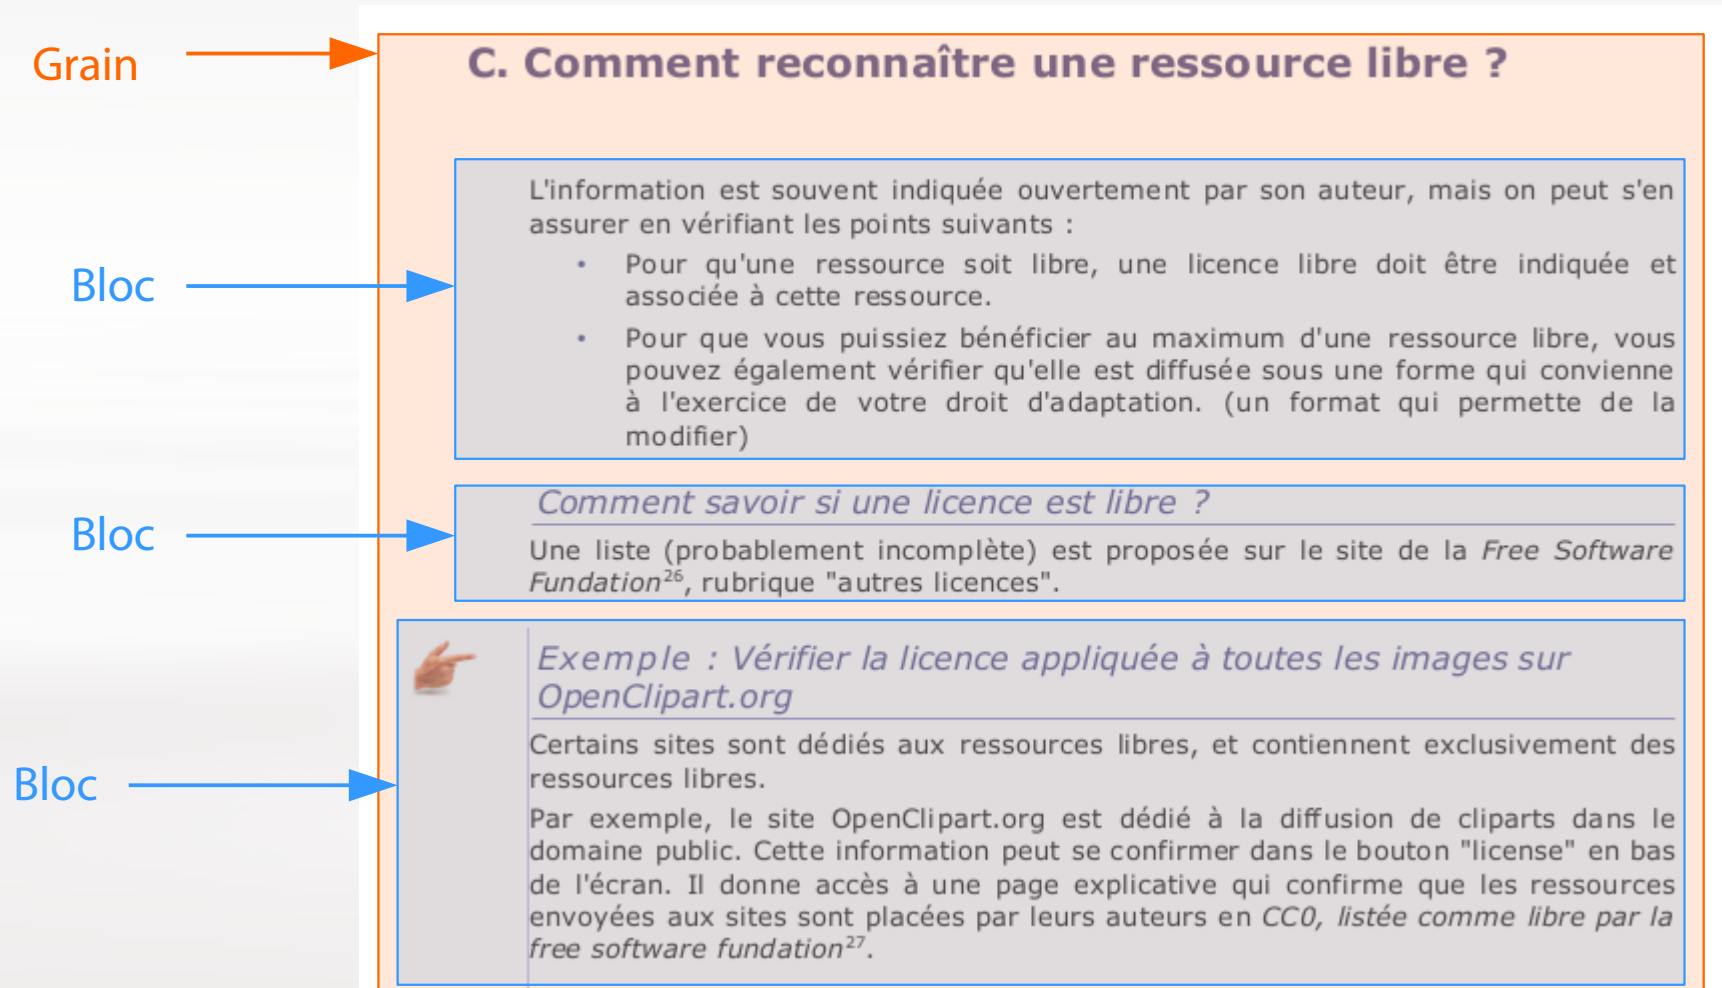 Grain
C. Comment reconnaître une ressource libre ?
L'information est souvent indiquée ouvertement par son auteur, mais on peut s'en
assurer en vérifiant les points suivants :
Bloc
• Pour qu'une ressource soit libre, une licence libre doit être indiquée et
associée à cette ressource.
• Pour que vous puissiez bénéficier au maximum d'une ressource libre, vous
pouvez également vérifier qu'elle est diffusée sous une forme qui convienne
à l'exercice de votre droit d'adaptation. (un format qui permette de la
modifier)
Bloc
Comment savoir si une licence est libre ?
Une liste (probablement incomplète) est proposée sur le site de la Free Software
Fundation26, rubrique "autres licences".
Exemple : Vérifier la licence appliquée à toutes les images sur
OpenClipart.org
Bloc
Certains sites sont dédiés aux ressources libres, et contiennent exclusivement des
ressources libres.
Par exemple, le site OpenClipart.org est dédié à la diffusion de cliparts dans le
domaine public. Cette information peut se confirmer dans le bouton "license" en bas
de l'écran. Il donne accès à une page explicative qui confirme que les ressources
envoyées aux sites sont placées par leurs auteurs en CC0, listée comme libre par la
free software fundation27.